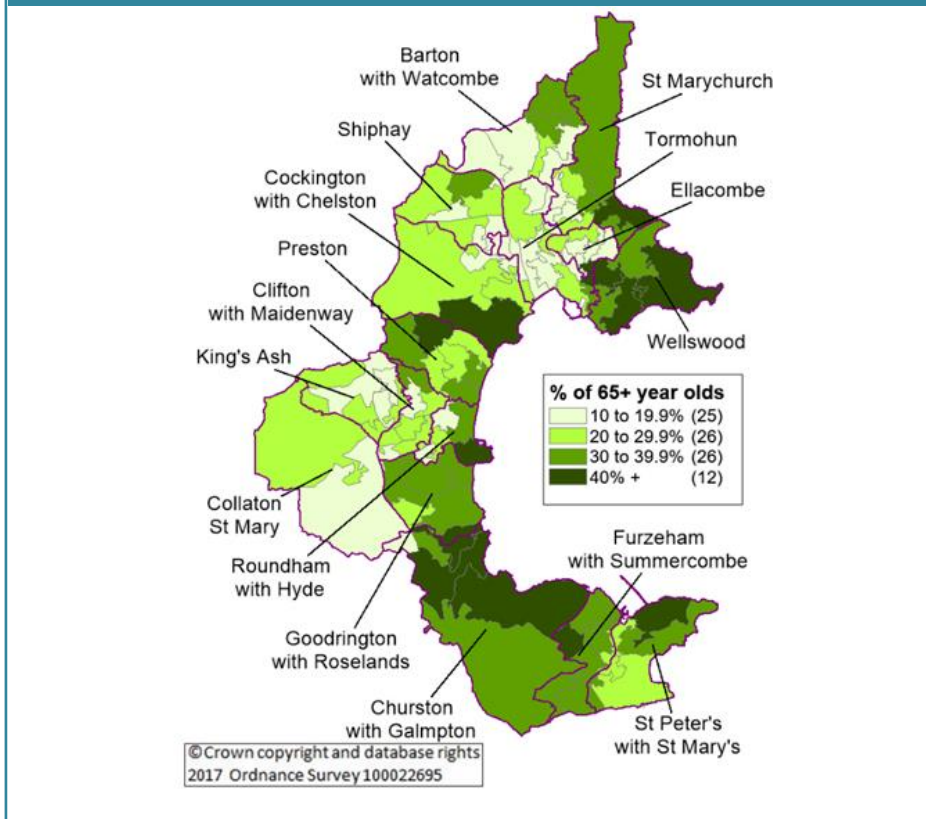 Barton
with Watcombe
St Marychurch
Shiphay
Tormohun
Cockington
with Chelston
Ellacombe
Preston
Clifton
with Maidenway
Wellswood
King's Ash
% of 65+ year olds
10 to 19.9% (25)
20 to 29.9% (26)
30 to 39.9% (26)
40% + (12)
Collaton
St Mary
Furzeham
with Summercombe
Roundham
with Hyde
Goodrington
with Roselands
Churston
with Galmpton
St Peter's
with St Mary's
©Crown copyright and database rights
2017 Ordnance Survey 100022695